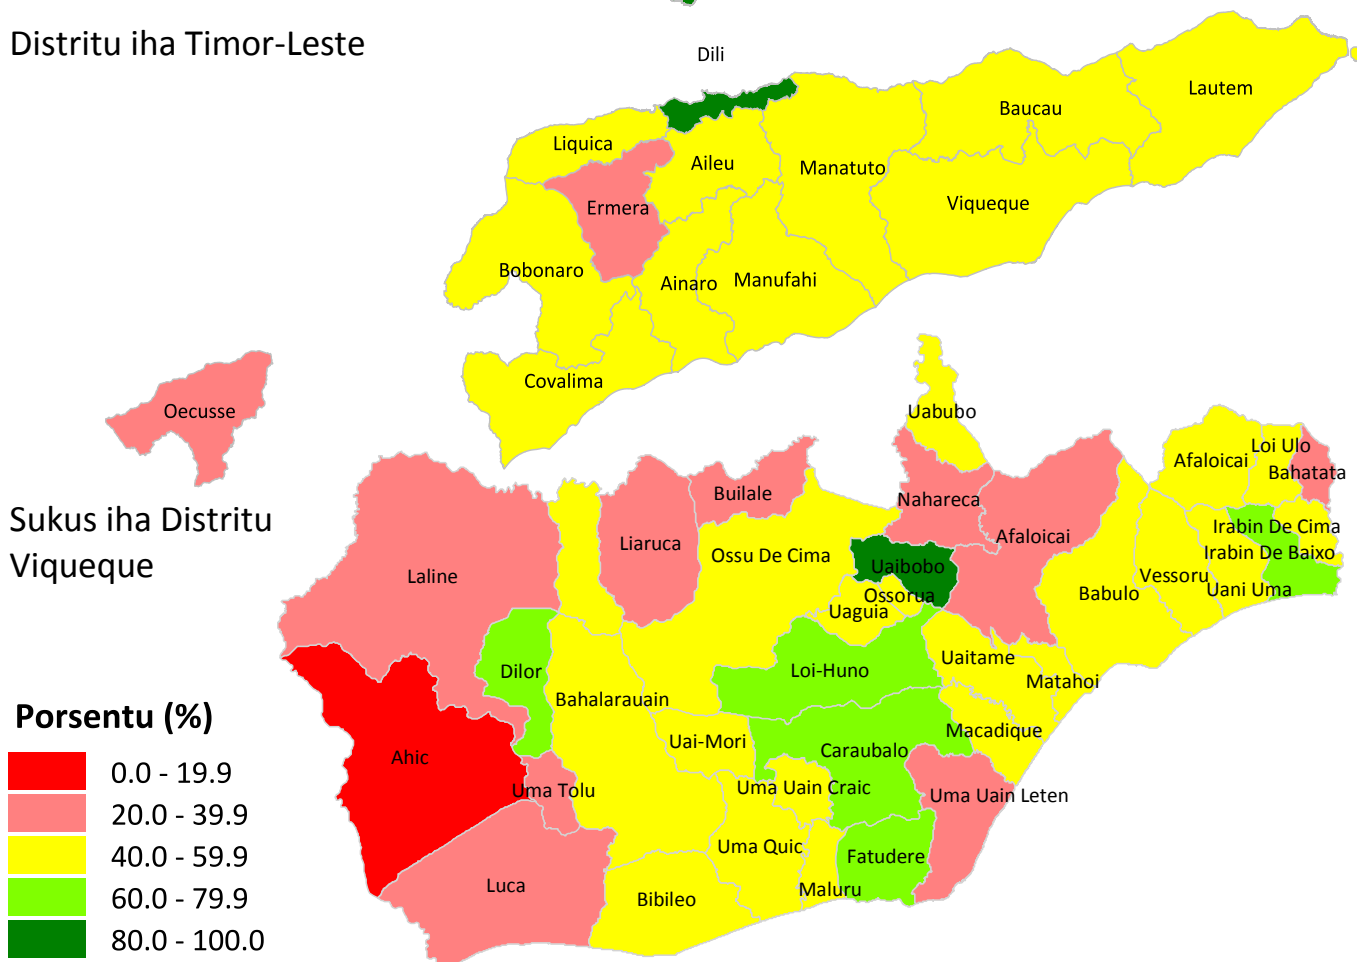 Distritu iha Timor-Leste
Dili
Lautem
Baucau
Liquica
Aileu
Manatuto
Viqueque
Ermera
Bobonaro
Ainaro
Manufahi
Covalima
Oecusse
Sukus iha Distritu
Viqueque
Uabubo
Loi Ulo
Afaloicai
Bahatata
Builale
Nahareca
Irabin De Cima
Afaloicai
Liaruca
Ossu De Cima
Irabin De Baixo
Uaibobo
Laline
Vessoru
Uani Uma
Babulo
Ossorua
Uaguia
Uaitame
Dilor
Loi-Huno
Matahoi
Bahalarauain
Macadique
Uai-Mori
Caraubalo
Ahic
Uma Tolu
Uma Uain Craic
Uma Uain Leten
Uma Quic
Fatudere
Luca
Maluru
Bibileo
Porsentu (%)
0.0 - 19.9
20.0 - 39.9
40.0 - 59.9
60.0 - 79.9
80.0 - 100.0